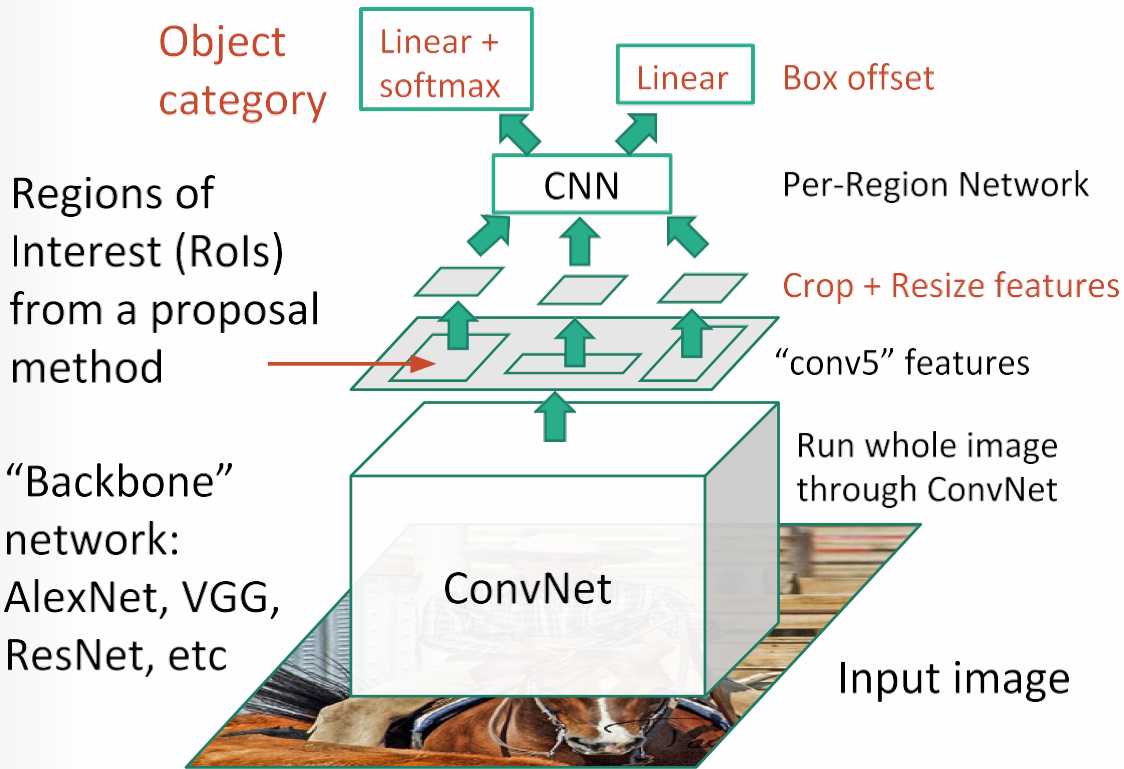 Object
category
Linear +
softmax
Linear
Box offset
CNN
Per-Region Network
Regions of
Interest (RoIs)
from a proposal
method
Crop + Resize features
“conv5” features
“Backbone”
network:
AlexNet, VGG,
ResNet, etc
Run whole image
through ConvNet
ConvNet
Input image